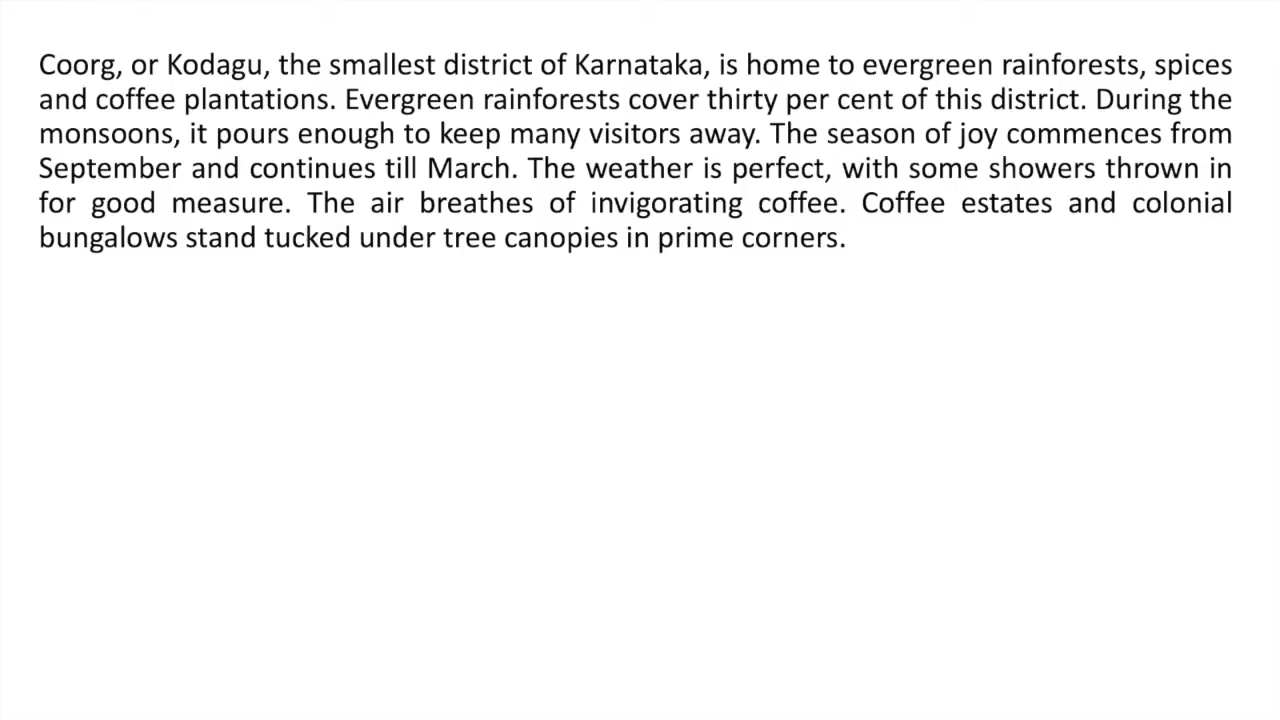 Coorg, or Kodagu, the smallest district of Karnataka, is home to evergreen rainforests, spices
and coffee plantations. Evergreen rainforests cover thirty per cent of this district. During the
monsoons, it pours enough to keep many visitors away. The season of joy commences from
September and continues till March. The weather is perfect, with some showers thrown in
for good measure. The air breathes of invigorating coffee. Coffee estates and colonial
bungalows stand tucked under tree canopies in prime corners.